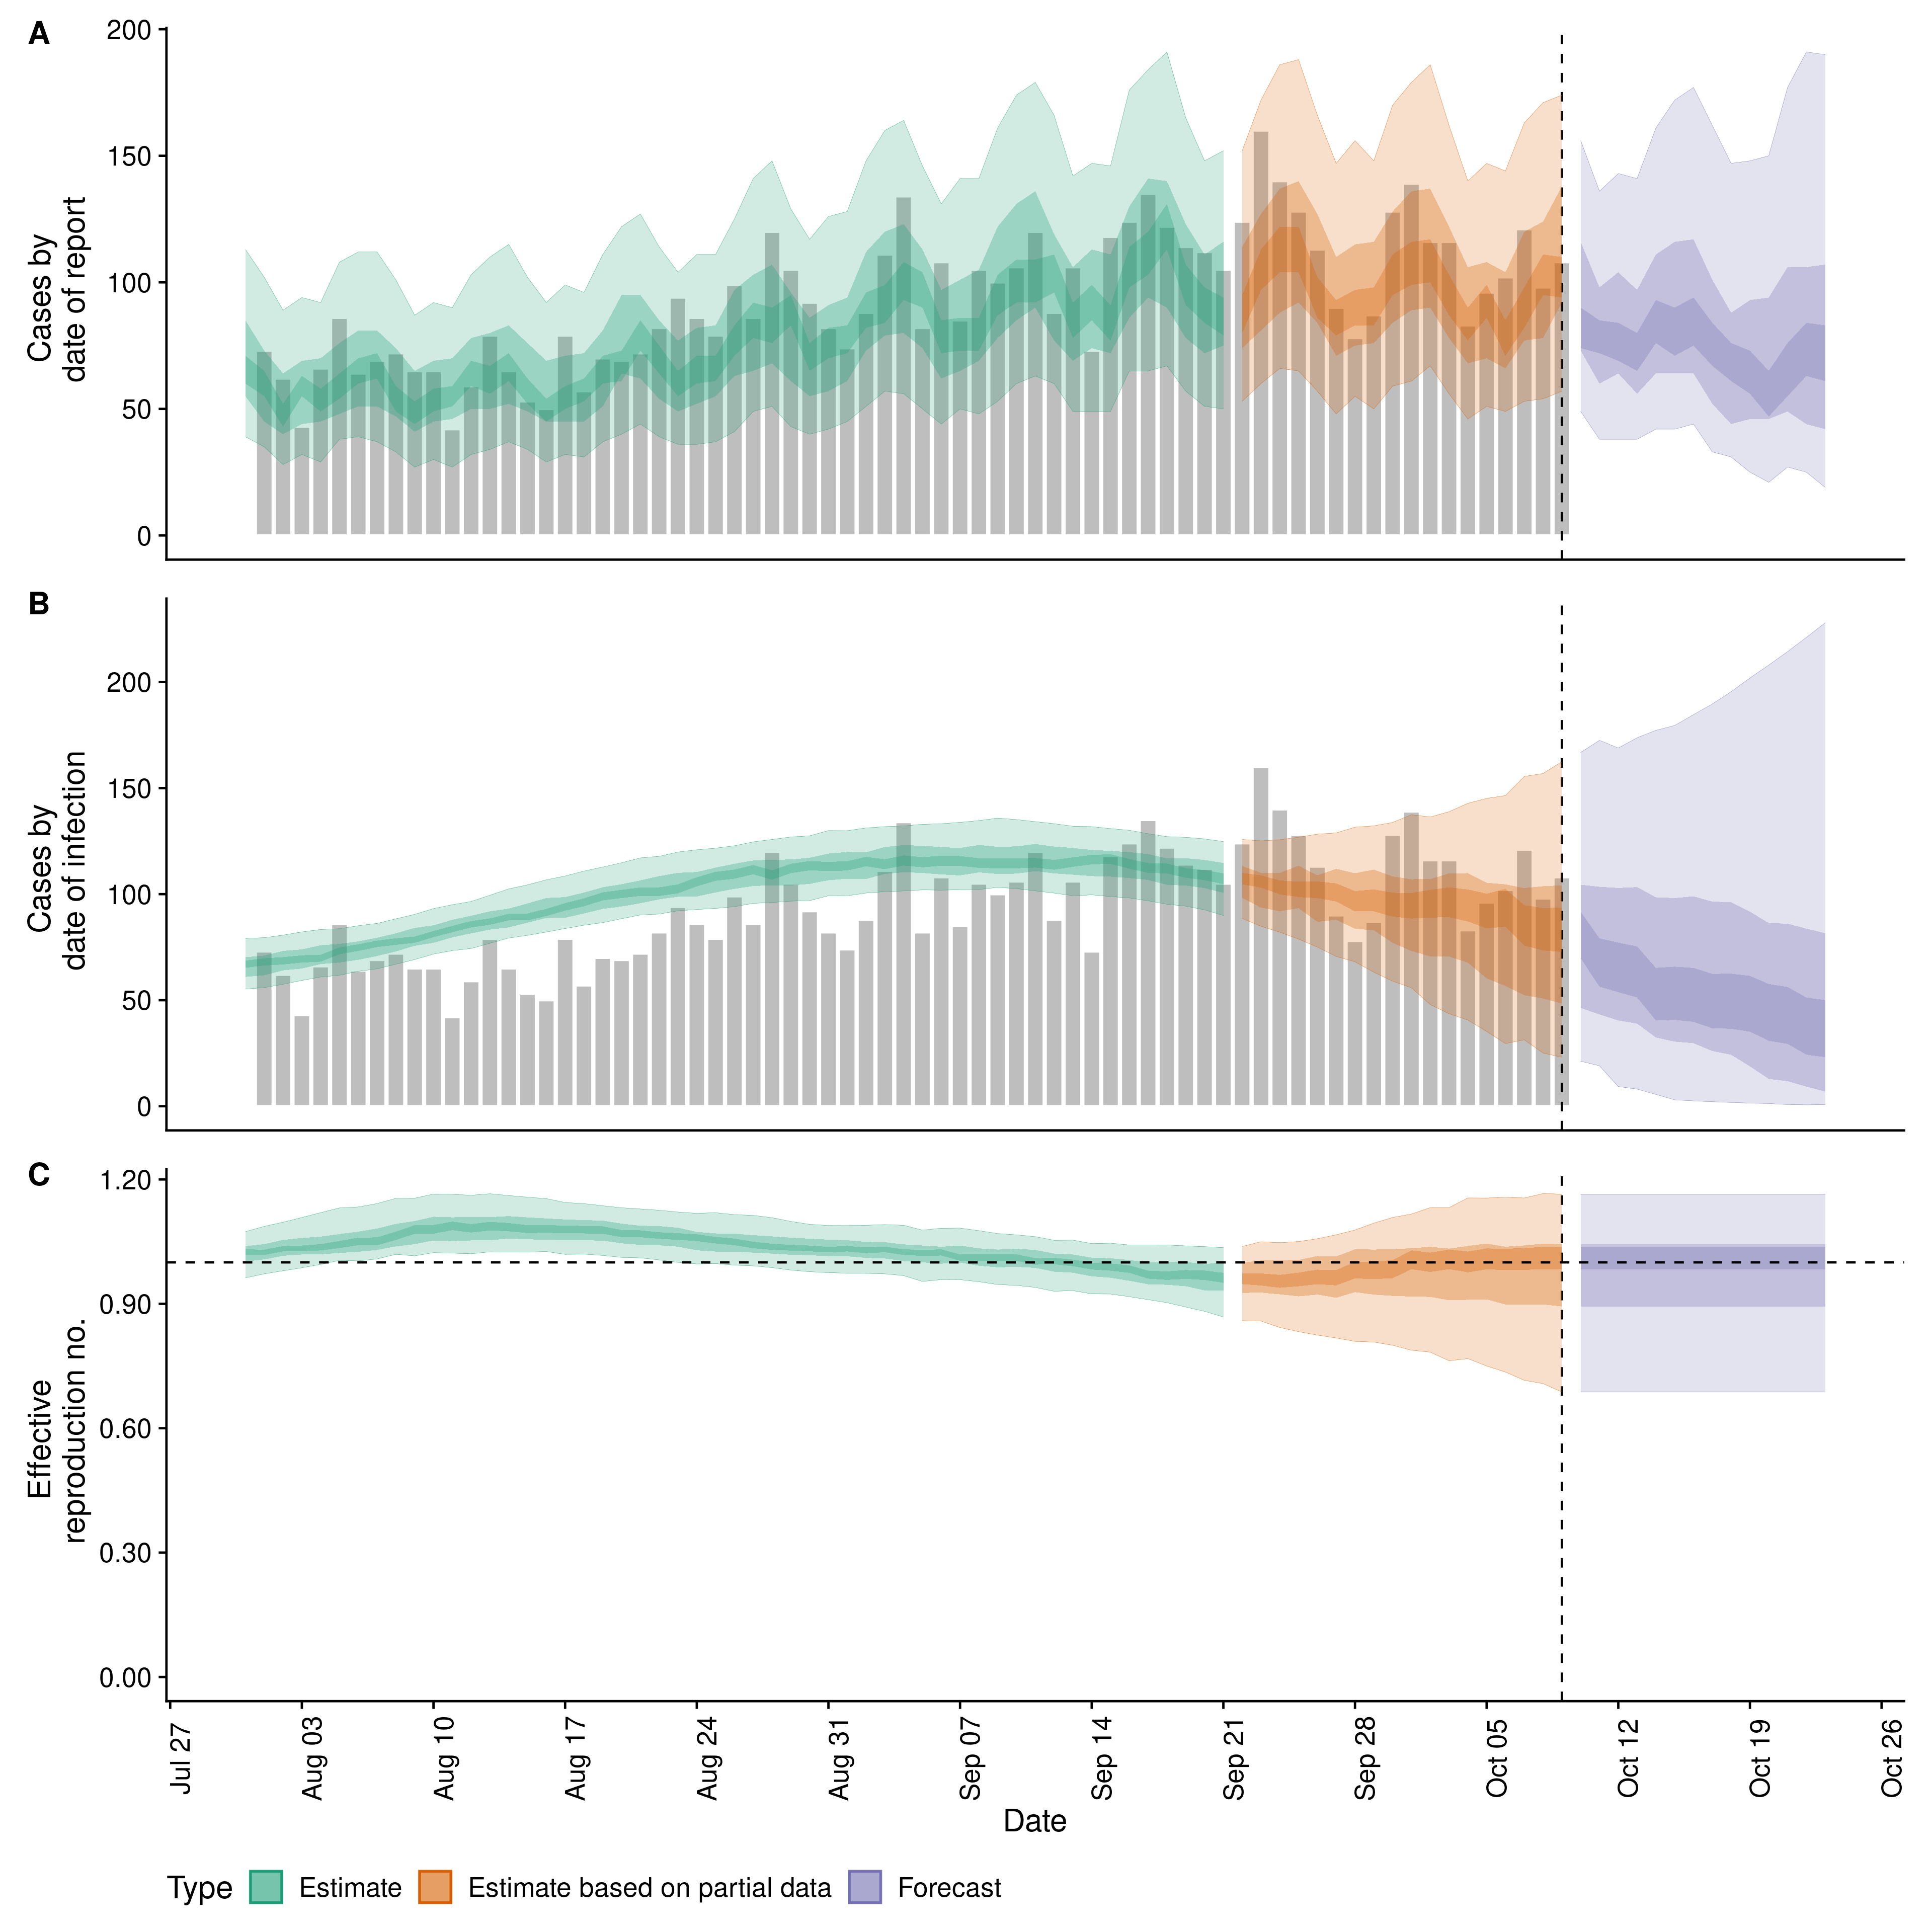 A
200
150
100
50
0
Cases by
date of report
B
200
150
100
50
0
Cases by
date of infection
C
1.20
0.90
0.60
0.30
0.00
Effective
reproduction no.
Jul 27
Aug 03
Aug 10
Aug 17
Aug 24
Aug 31
Sep 07
Sep 14
Sep 21
Sep 28
Oct 05
Oct 12
Oct 19
Oct 26
Date
Type Estimate Estimate based on partial data Forecast